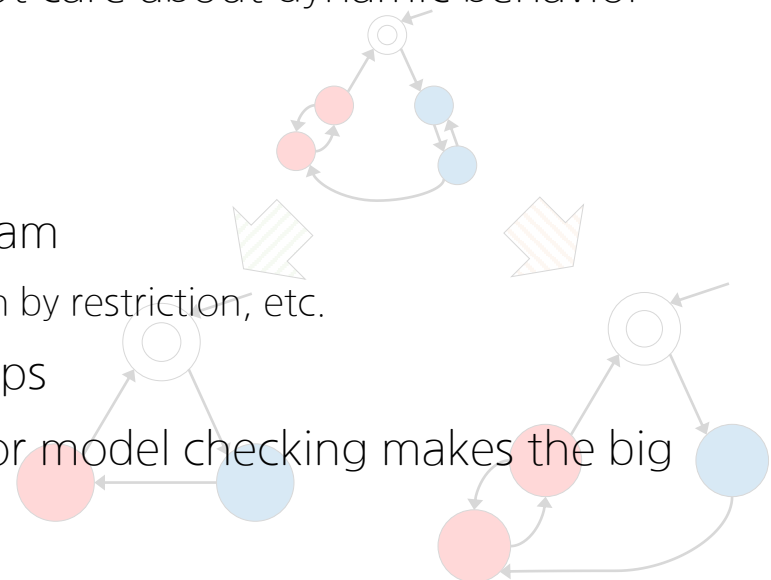 care about dynamic behavior
am
by restriction, etc.
ps
or model checking makes the big